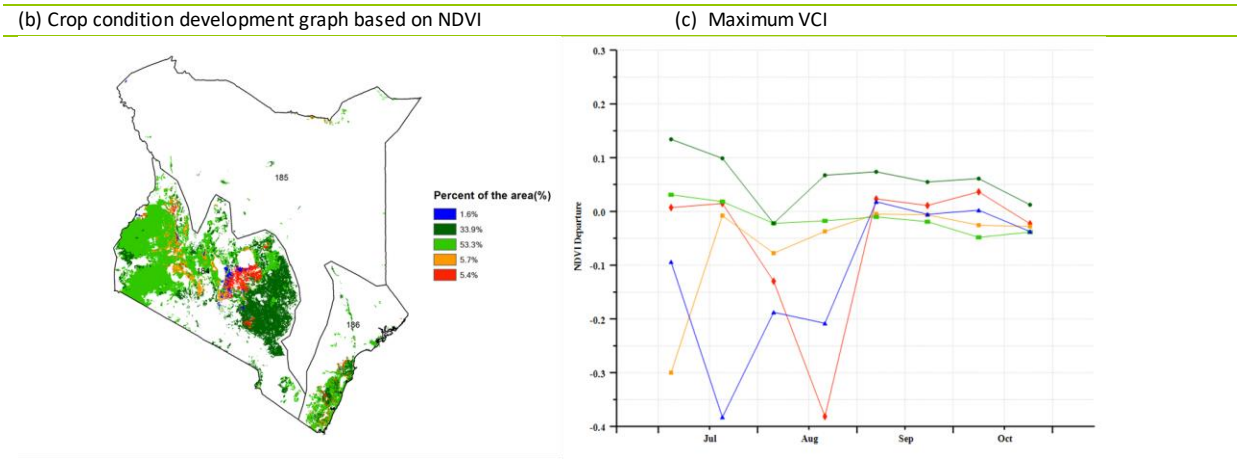 (b) Crop condition development graph based on NDVI
(c) Maximum VCI
185
184
186
Percent of the area(%)
1.6%
33.9%
53.3%
5.7%
5.4%
NDVI Departure
0.3
0.2
0.1
0.0
-0.1
-0.2
-0.3
-0.4
Jul
Aug
Sep
Oct